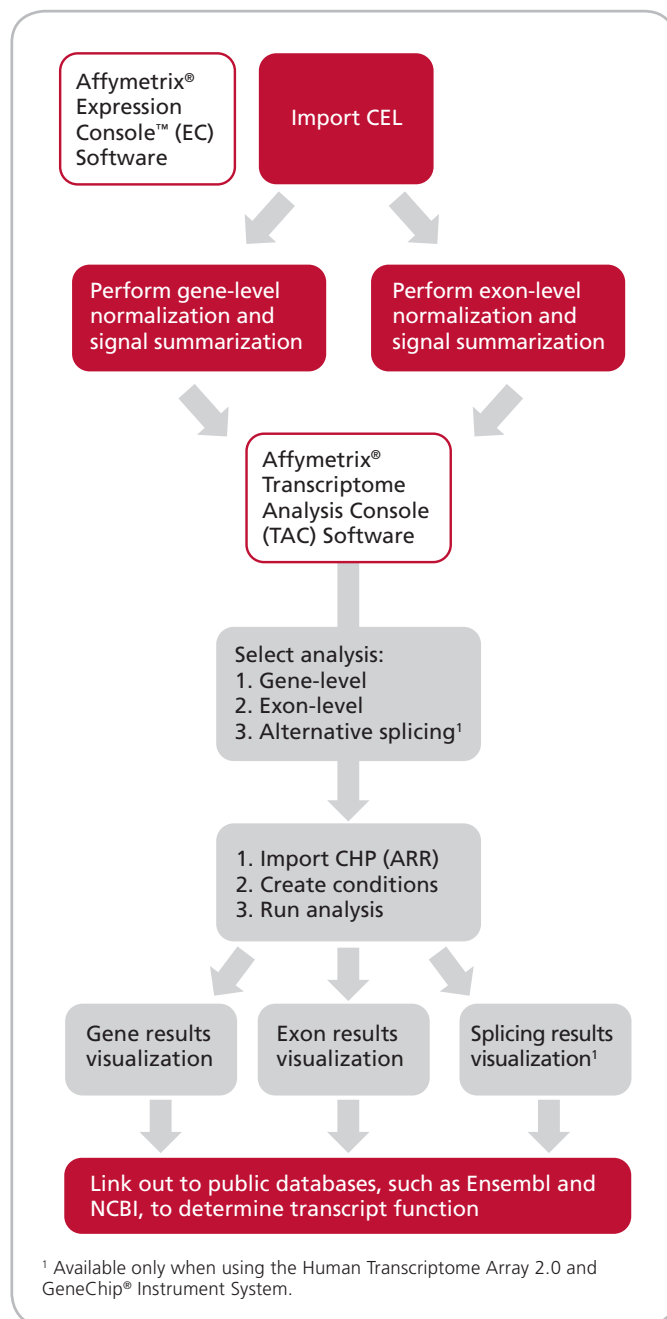 Affymetrix®
Expression
Console™ (EC)
Software
Import CEL
Perform gene-level
normalization and
signal summarization
Perform exon-level
normalization and
signal summarization
Affymetrix®
Transcriptome
Analysis Console
(TAC) Software
Select analysis:
1. Gene-level
2. Exon-level
3. Alternative splicing¹
1. Import CHP (ARR)
2. Create conditions
3. Run analysis
Gene results
visualization
Exon results
visualization
Splicing results
visualization¹
Link out to public databases, such as Ensembl and
NCBI, to determine transcript function
¹ Available only when using the Human Transcriptome Array 2.0 and
GeneChip® Instrument System.